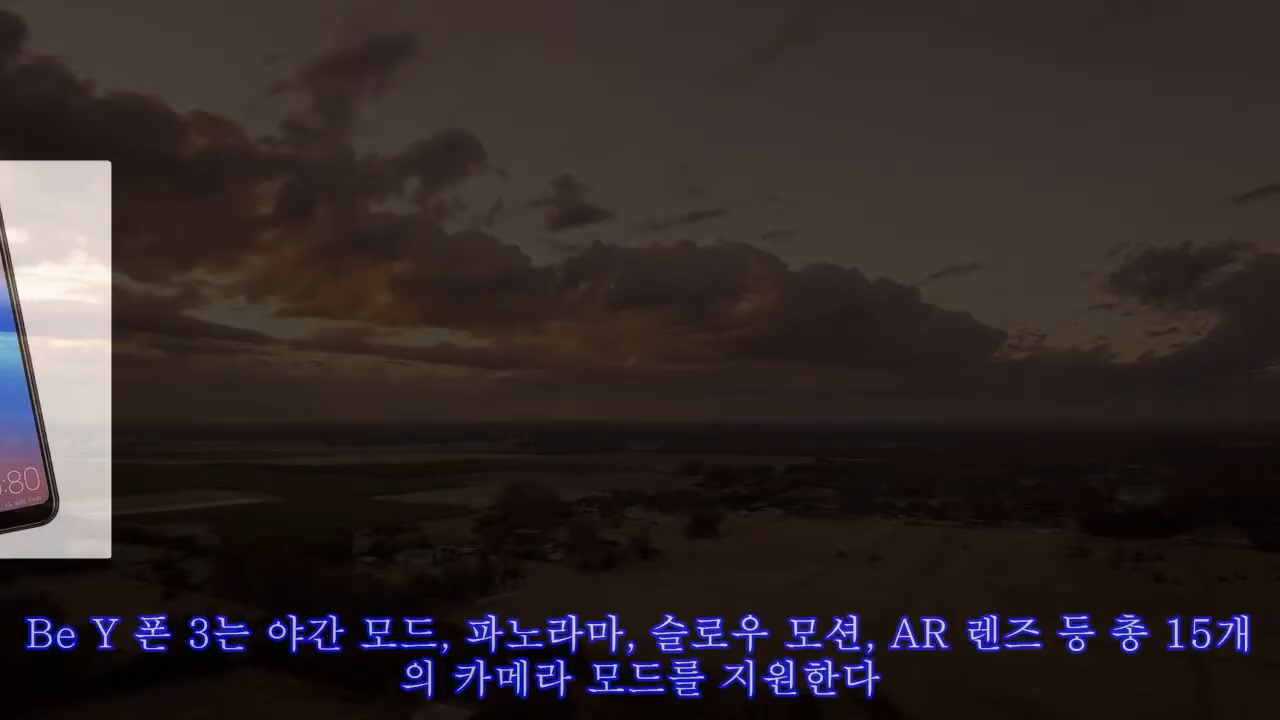 :80
Be Y 폰 3는 야간 모드, 파노라마, 슬로우 모션, AR 렌즈 등 총 15개
의 카메라 모드를 지원한다